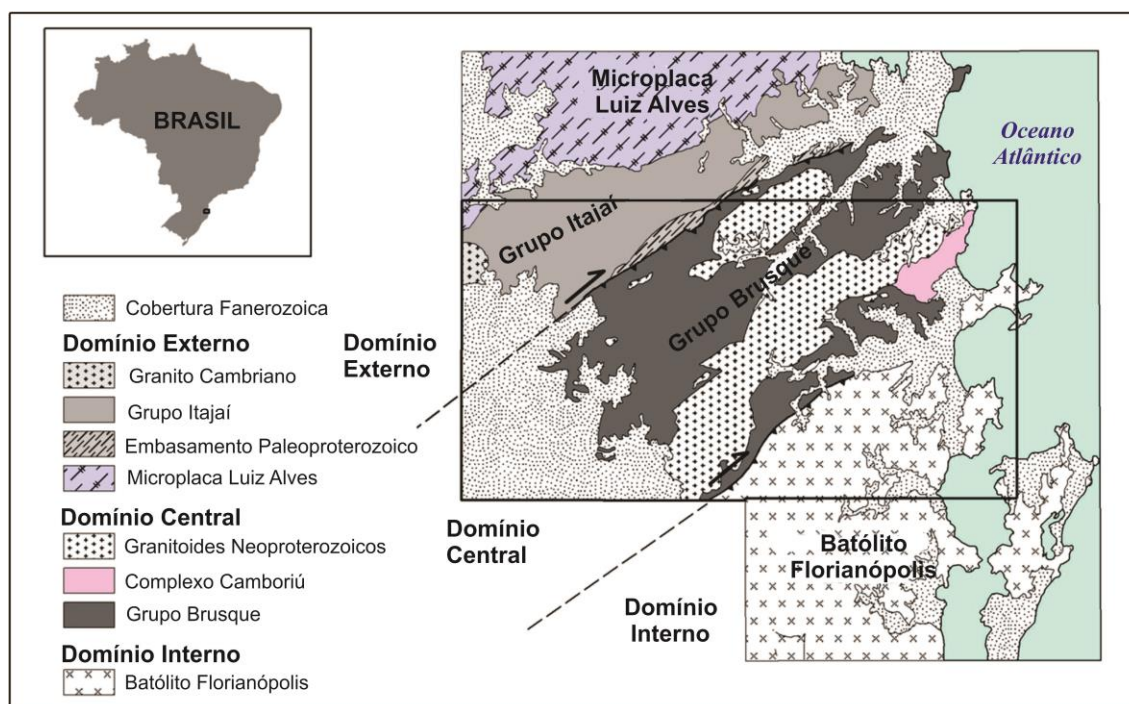 BRASIL
Microplaca
Luiz Alves
Oceano
Atlântico
Grupo Itajaí
Grupo Brusque
Domínio
Externo
Domínio
Central
Domínio
Interno
Batólito
Florianópolis
Cobertura Fanerozoica
Domínio Externo
Granito Cambriano
Grupo Itajaí
Embasamento Paleoproterozoico
Microplaca Luiz Alves
Domínio Central
Granitoides Neoproterozoicos
Complexo Camboriú
Grupo Brusque
Domínio Interno
Batólito Florianópolis